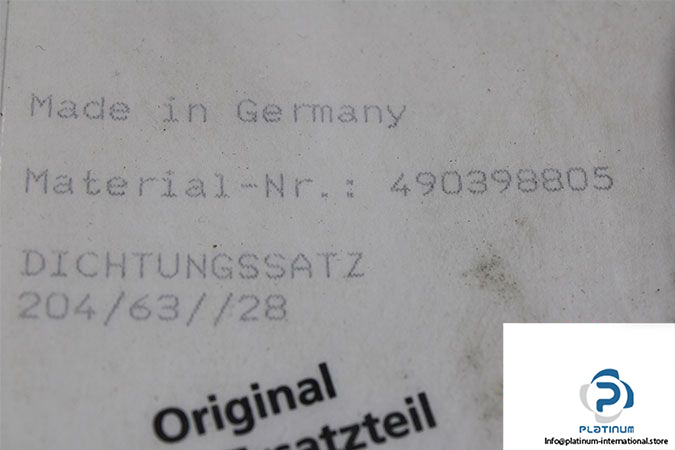 Made in Germany
Material-Nr.: 490398805
DICHTUNGSSATZ
204/63//28
Original
PLATINUM
Info@platinum-international.store